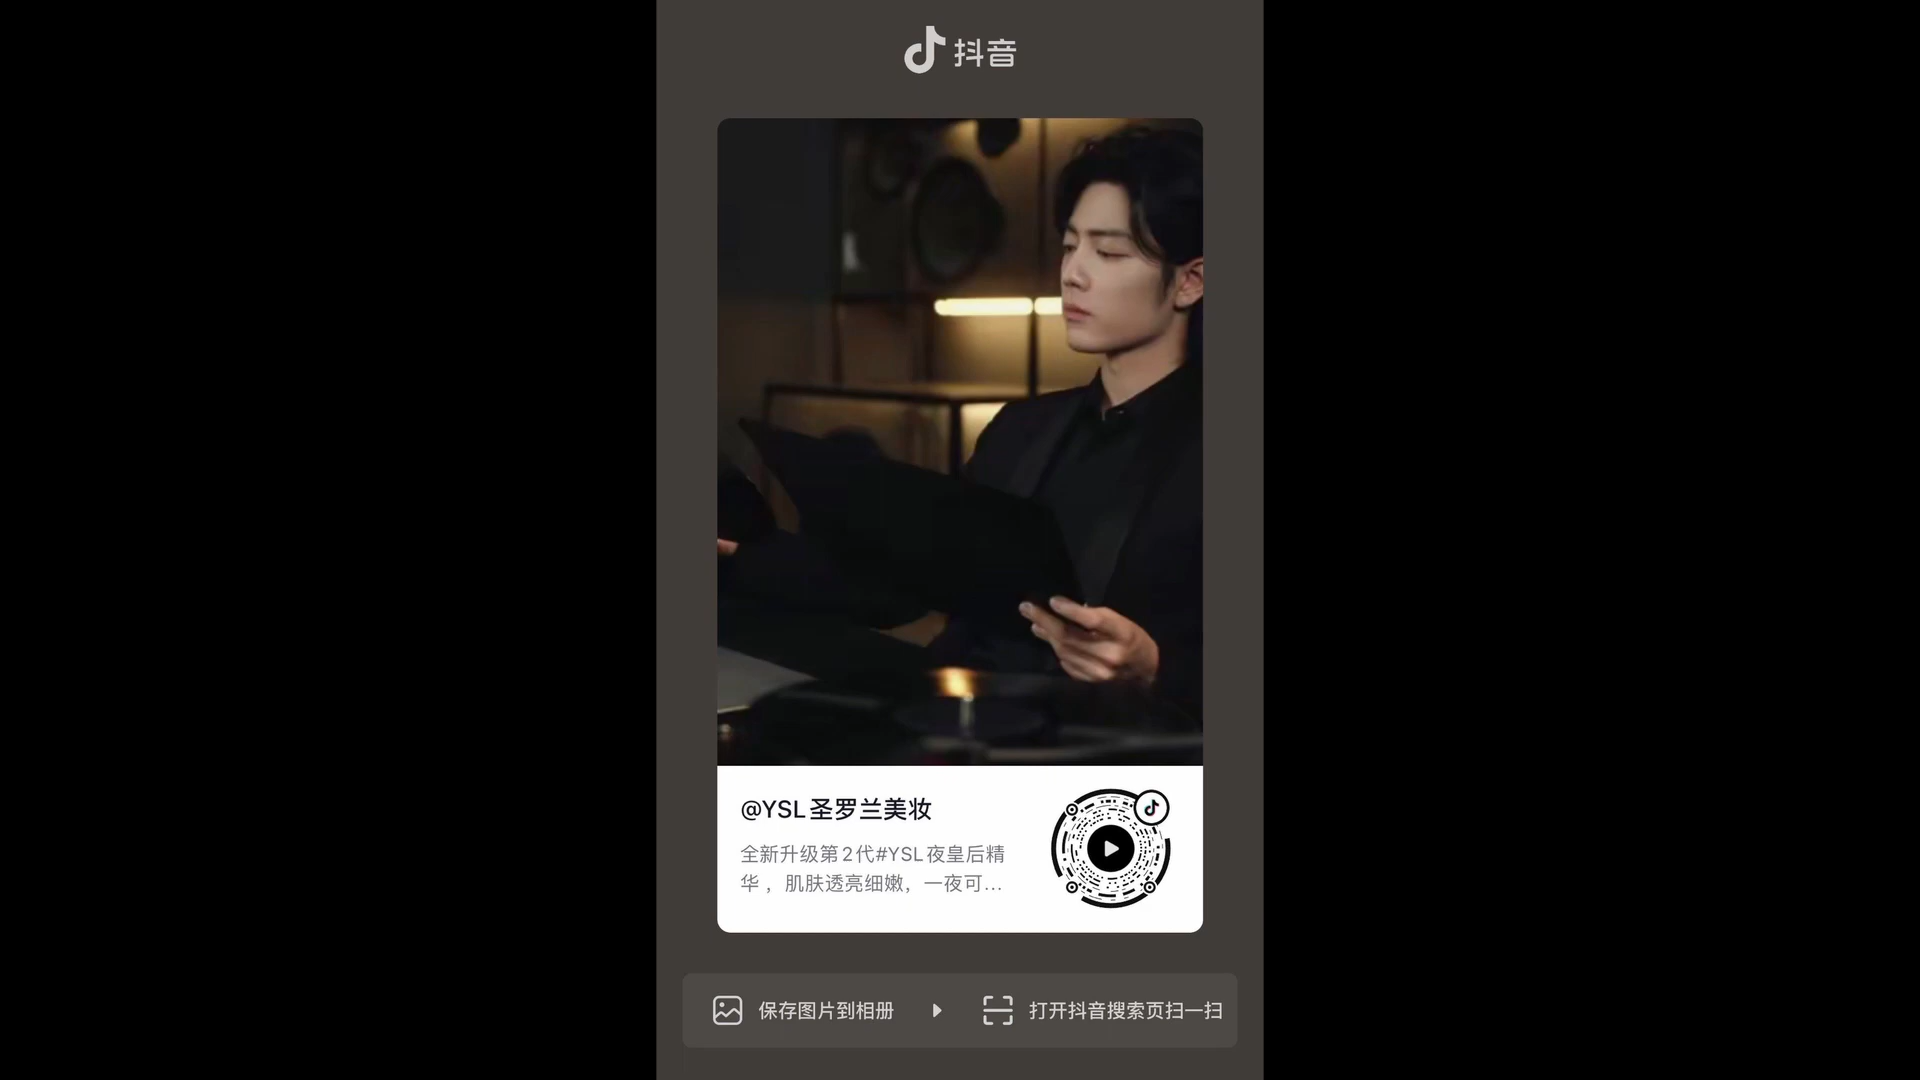 抖音
@YSL圣罗兰美妆
全新升级第2代#YSL夜皇后精
华，肌肤透亮细嫩，一夜可...
保存图片到相册
打开抖音搜索页扫一扫